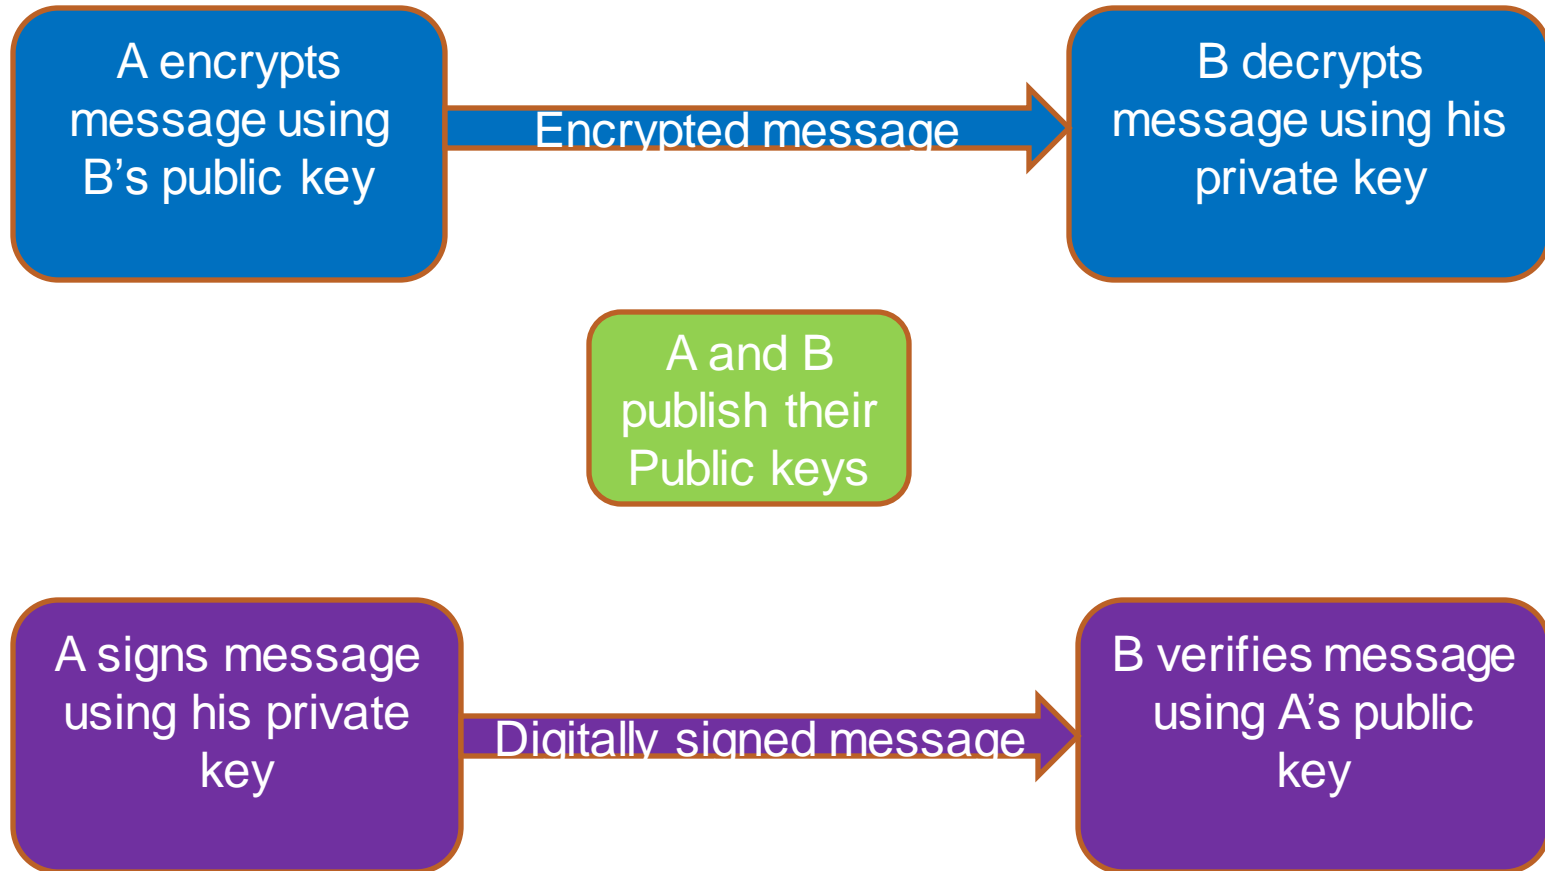 A encrypts
message using
B’s public key
Encrypted message
B decrypts
message using his
private key
A and B
publish their
Public keys
A signs message
using his private
key
Digitally signed message
B verifies message
using A’s public
key